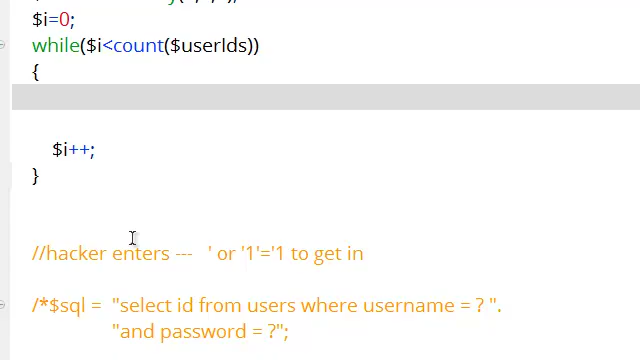 $i=0;
while($i<count($userIds))
{
$i++;
}
//hacker enters --- ' or '1'='1 to get in
/*$sql = "select id from users where username = ? ".
"and password = ?";